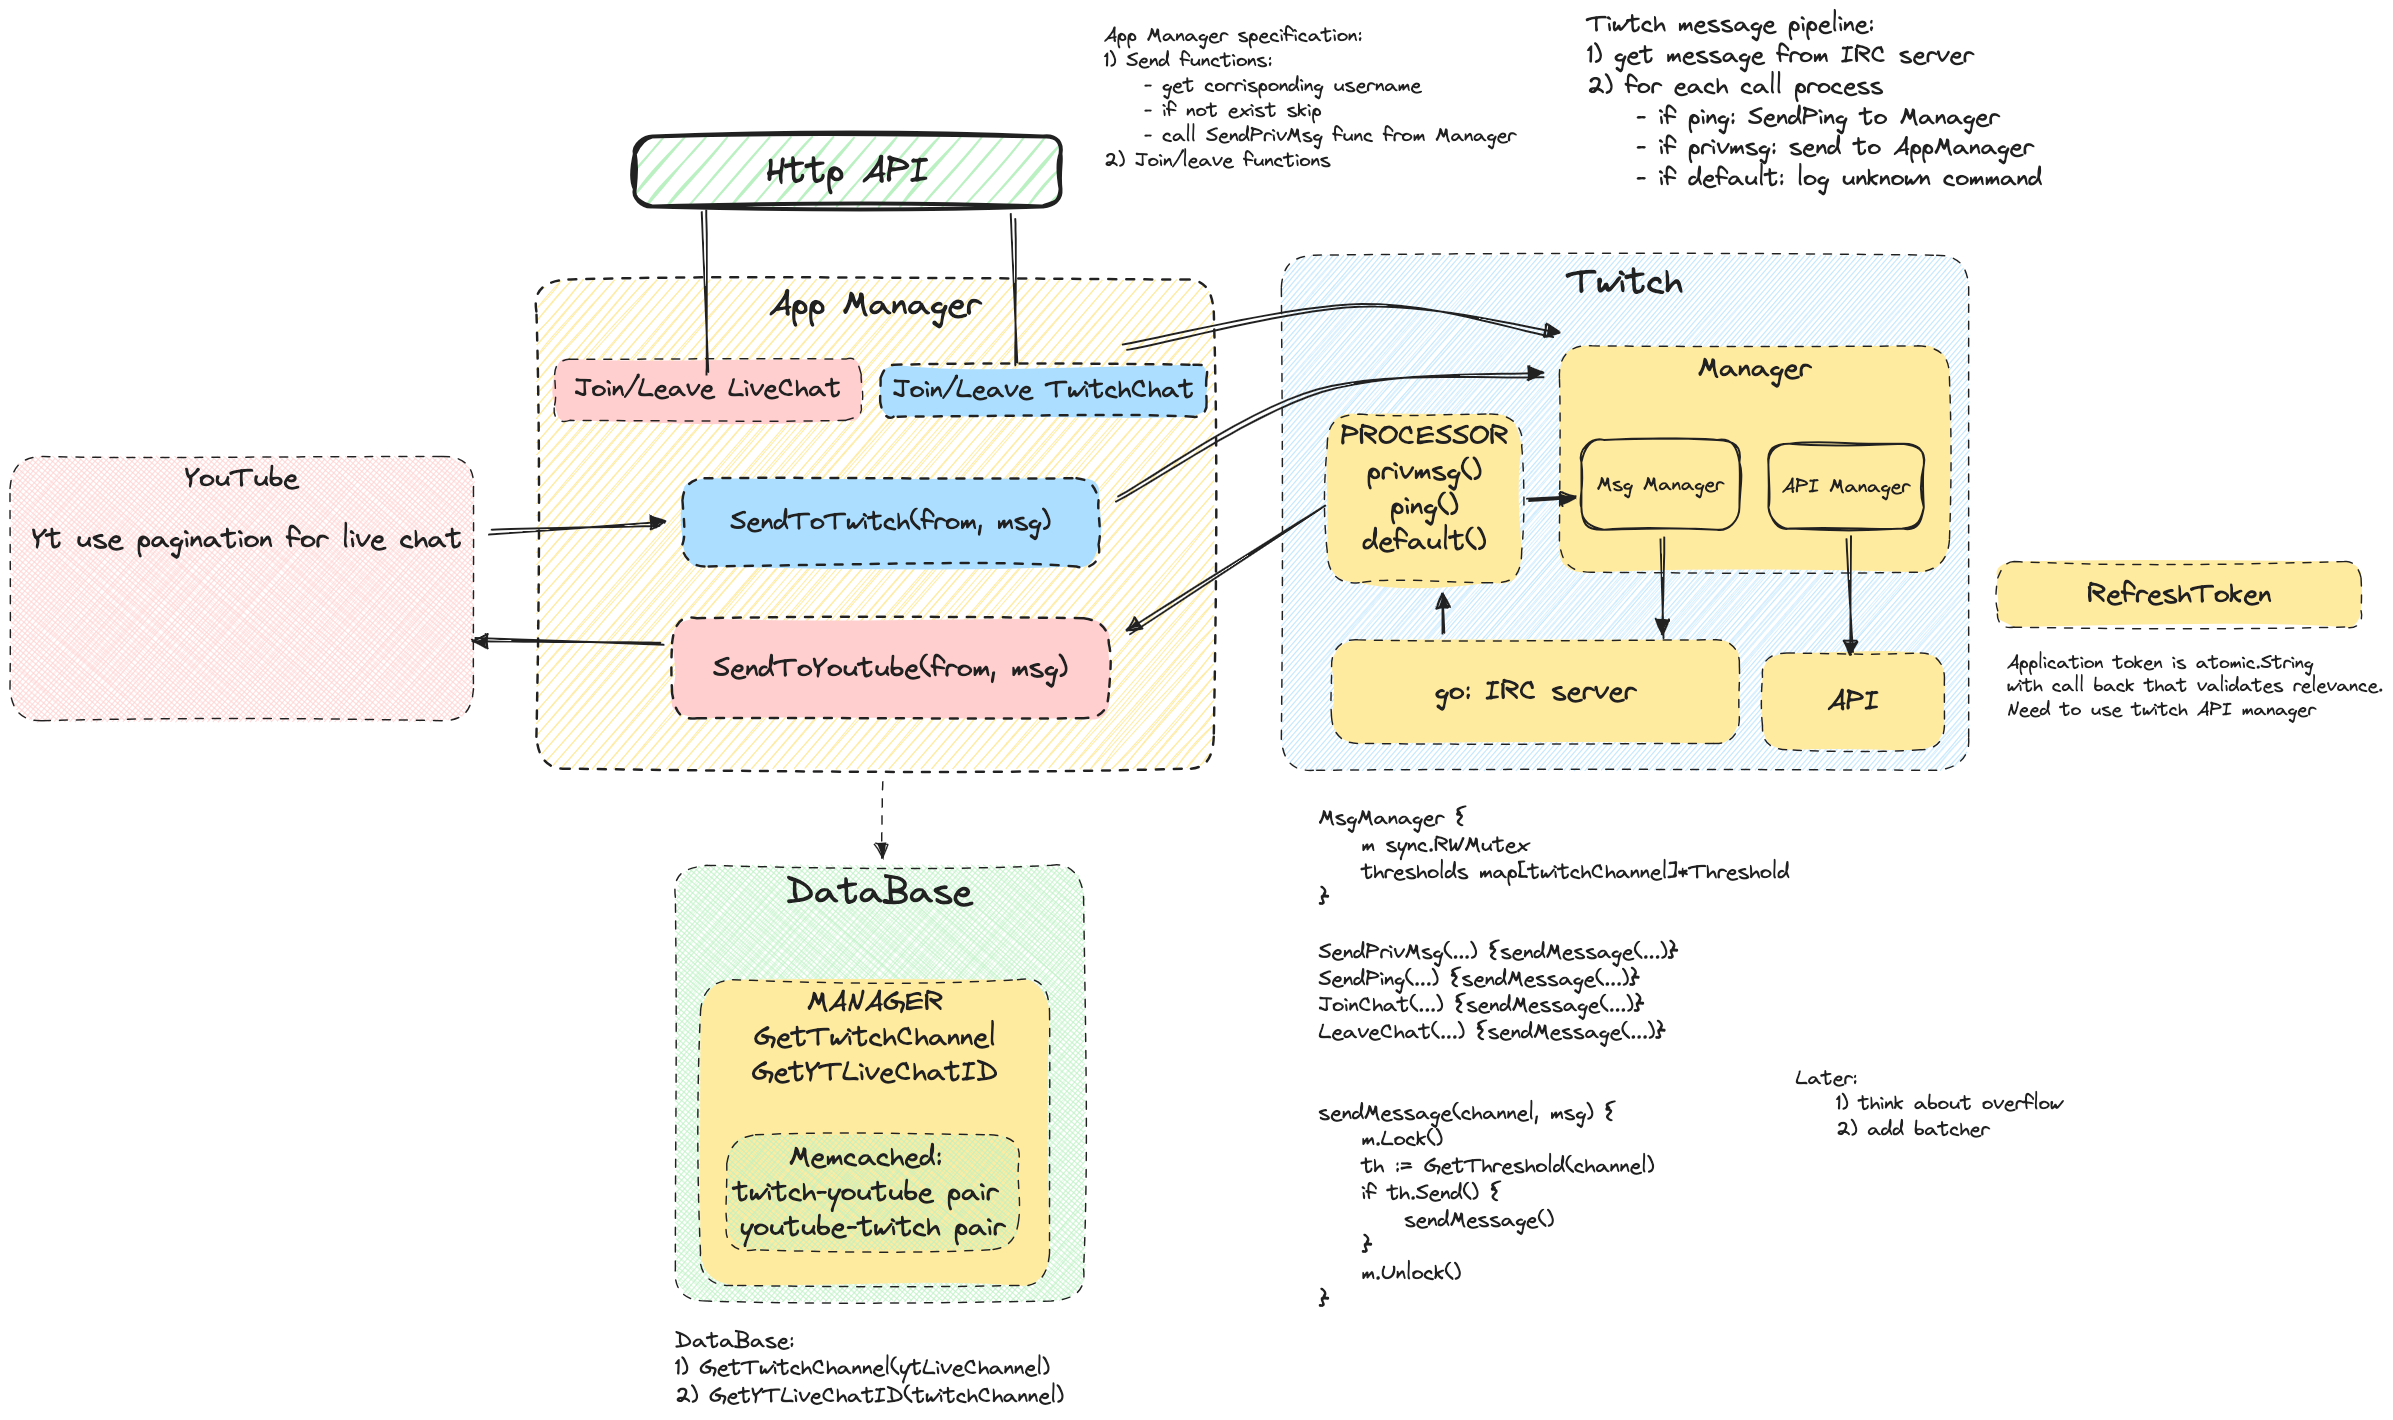 App Manager specification:
1) Send functions:
- get corrisponding username
- if not exist skip
- call SendPrivMsg func from Manager
2) Join/leave functions
Tiwtch message pipeline:
1) get message from IRC server
2) for each call process
- if ping: SendPing to Manager
- if privmsg: send to AppManager
- if default: log unknown command
Http API
App Manager
Join/Leave LiveChat
Join/Leave TwitchChat
SendToTwitch(from, msg)
SendToYoutube(from, msg)
YouTube
Yt use pagination for live chat
Twitch
Manager
Msg Manager
API Manager
PROCESSOR
privmsg()
ping()
default()
go: IRC server
API
RefreshToken
Application token is atomic.String
with call back that validates relevance.
Need to use twitch API manager
DataBase
MANAGER
GetTwitchChannel
GetYTLiveChatID
Memcached:
twitch-youtube pair
youtube-twitch pair
DataBase:
1) GetTwitchChannel(ytLiveChannel)
2) GetYTLiveChatID(twitchChannel)
MsgManager {
m sync.RWMutex
thresholds map[twitchChannel]*Threshold
}
SendPrivMsg(...) {sendMessage(...)}
SendPing(...) {sendMessage(...)}
JoinChat(...) {sendMessage(...)}
LeaveChat(...) {sendMessage(...)}
sendMessage(channel, msg) {
m.Lock()
th := GetThreshold(channel)
if th.Send() {
sendMessage()
}
m.Unlock()
}
Later:
1) think about overflow
2) add batcher